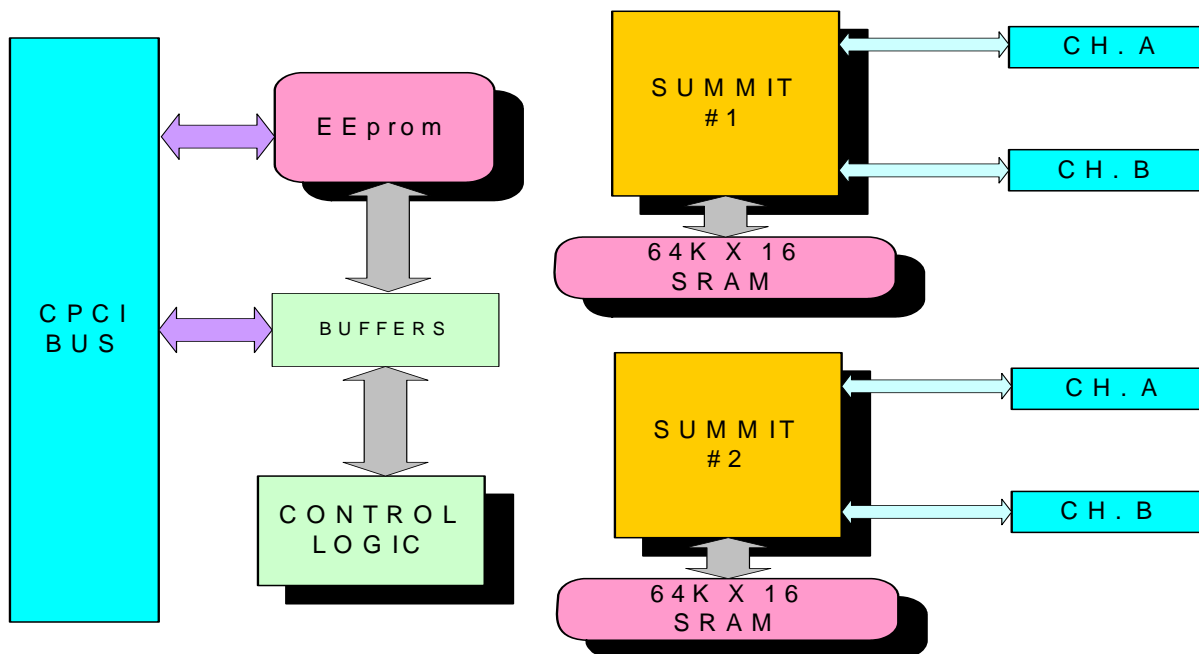 CPCI
BUS
EEprom
BUFFERS
CONTROL
LOGIC
SUMMIT
#1
64K X 16
SRAM
CH. A
CH. B
SUMMIT
#2
64K X 16
SRAM
CH. A
CH. B